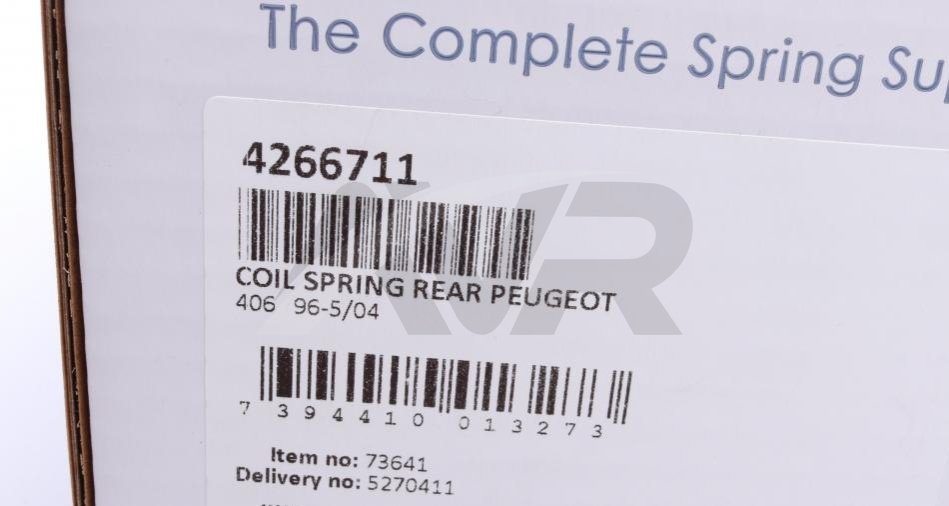 The Complete Spring Su
4266711
AVR
COIL SPRING REAR PEUGEOT
406 96-5/04
7 394410 013273
Item no: 73641
Delivery no: 5270411